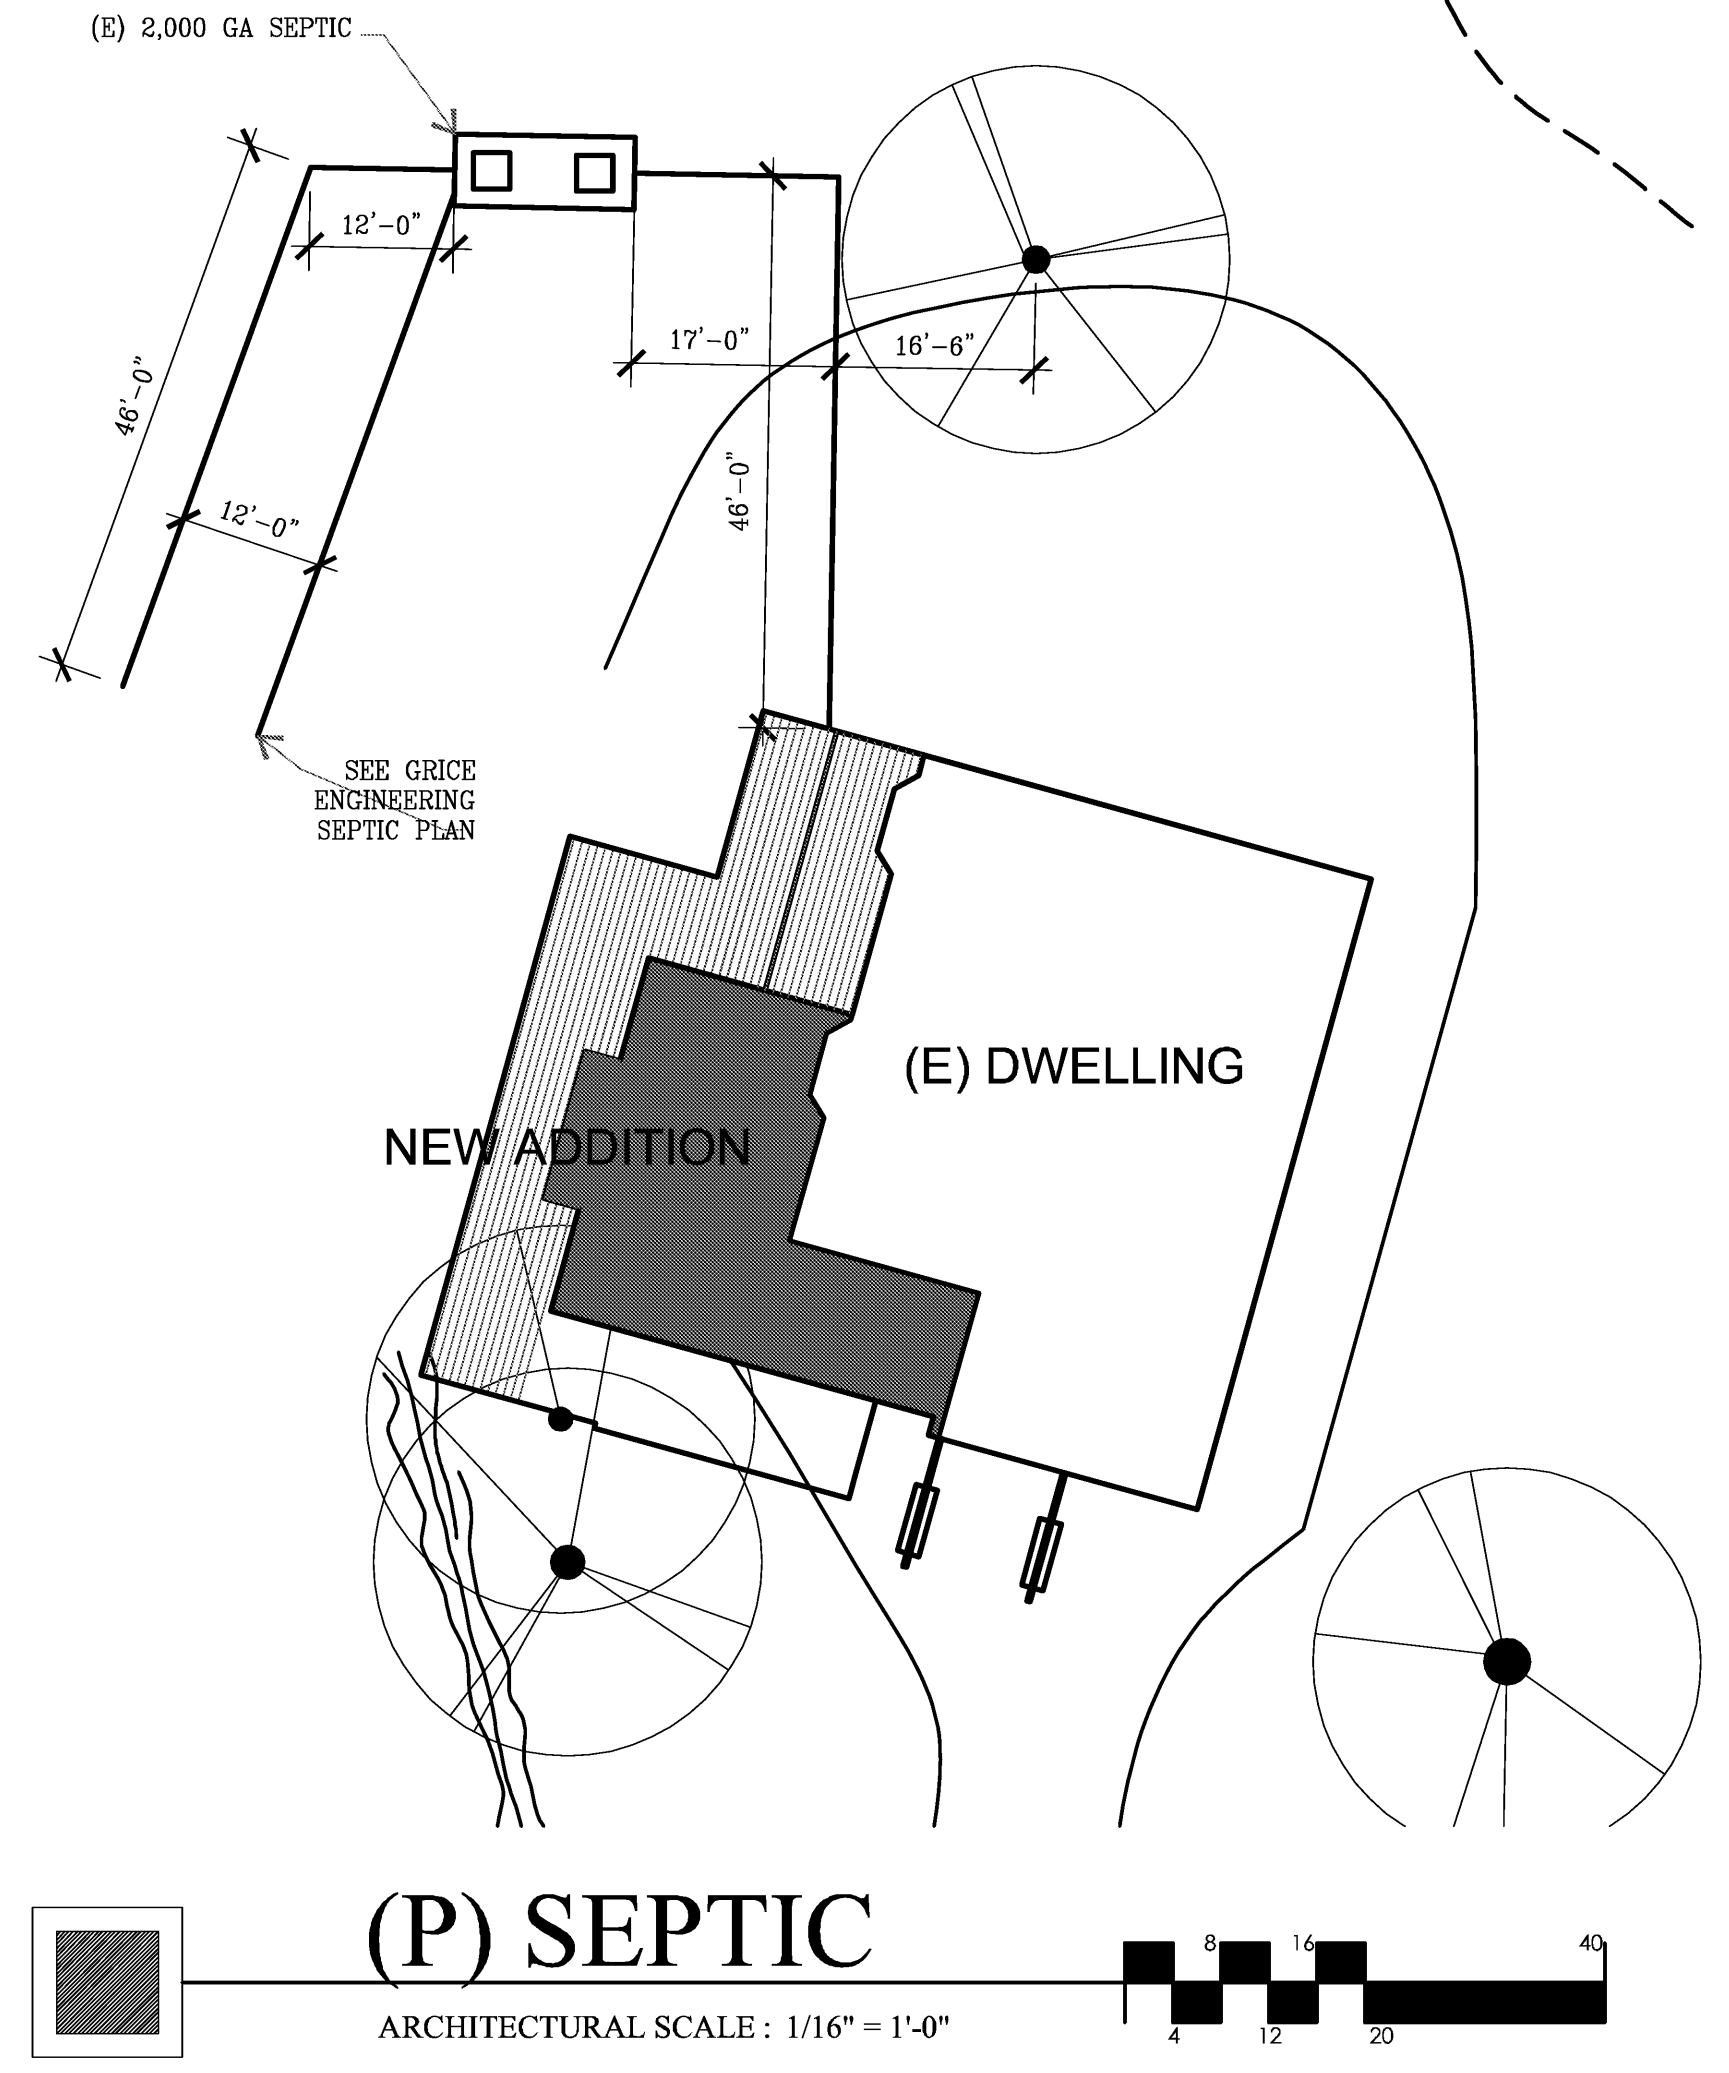 (E) 2,000 GA SEPTIC
12'-0"
17'-0"
16'-6"
46'-0"
46'-0"
12'-0"
SEE GRICE
ENGINEERING
SEPTIC PLAN
(E) DWELLING
NEW ADDITION
(P) SEPTIC
ARCHITECTURAL SCALE : 1/16" = 1'-0"
8 16 40
4 12 20